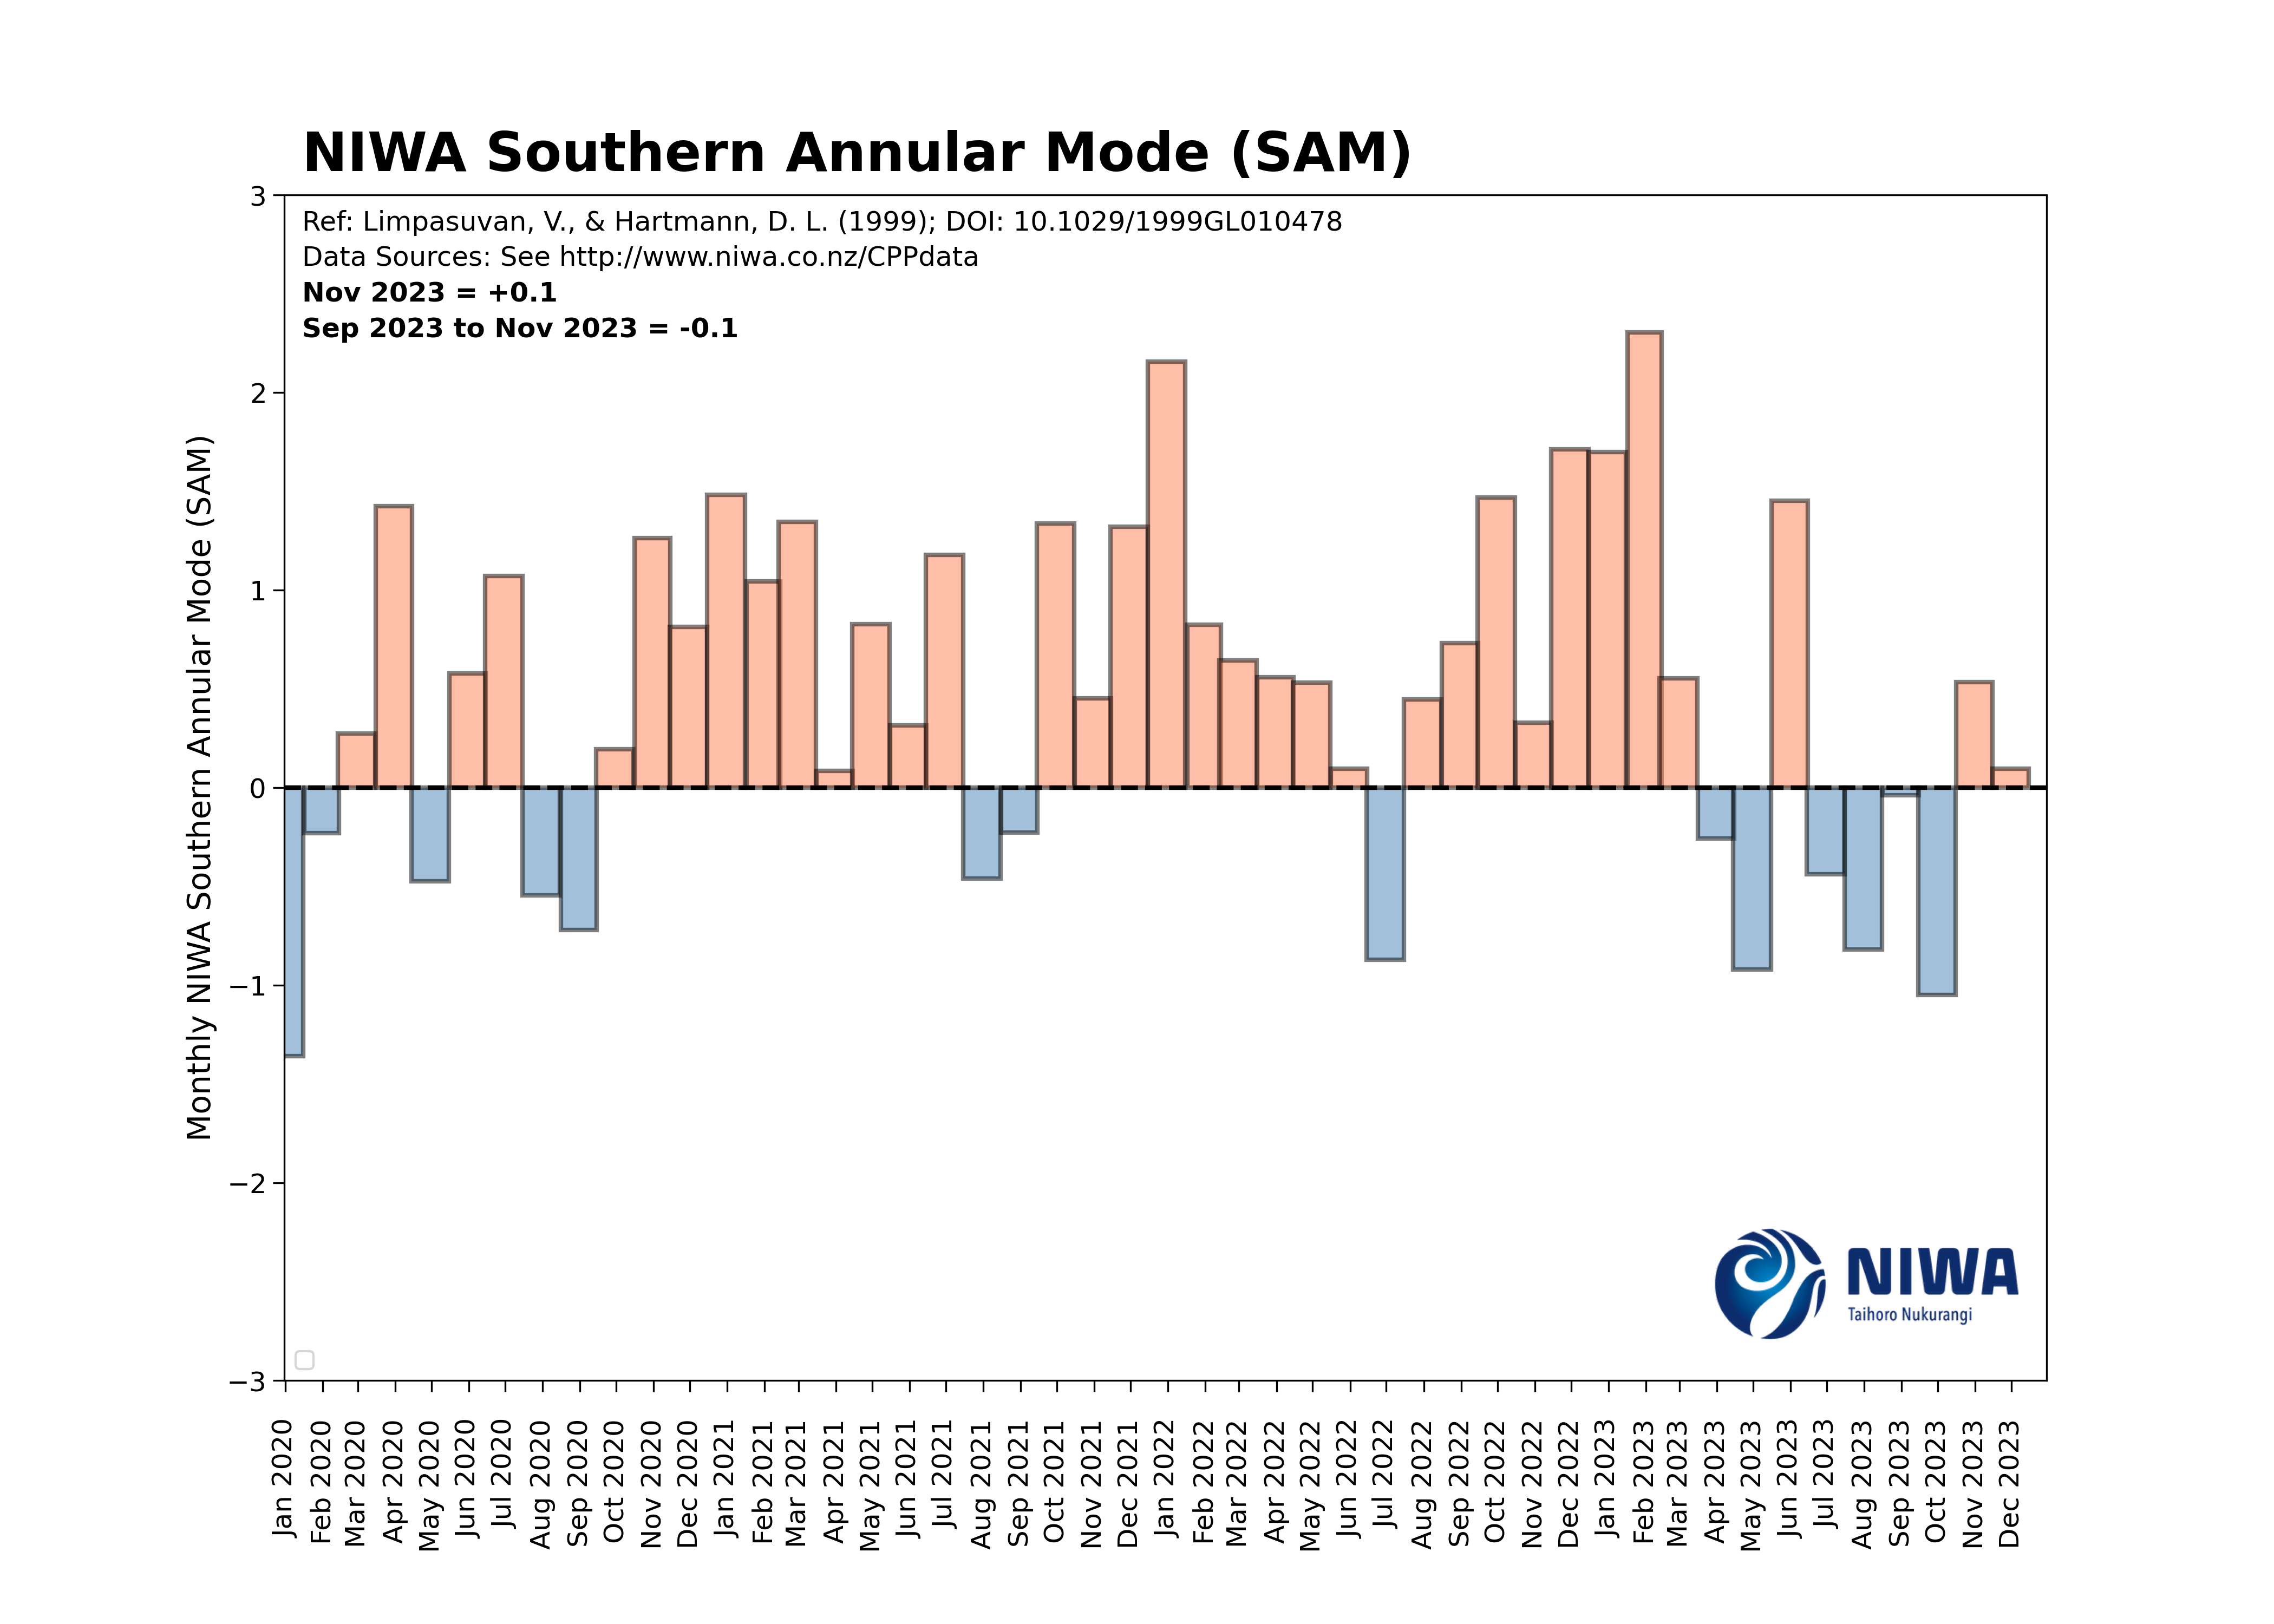 NIWA Southern Annular Mode (SAM)
Ref: Limpasuvan, V., & Hartmann, D. L. (1999); DOI: 10.1029/1999GL010478
Data Sources: See http://www.niwa.co.nz/CPPdata
Nov 2023 = +0.1
Sep 2023 to Nov 2023 = -0.1
Monthly NIWA Southern Annular Mode (SAM)
3
2
1
0
−1
−2
−3
NIWA
Taihoro Nukurangi
Jan 2020
Feb 2020
Mar 2020
Apr 2020
May 2020
Jun 2020
Jul 2020
Aug 2020
Sep 2020
Oct 2020
Nov 2020
Dec 2020
Jan 2021
Feb 2021
Mar 2021
Apr 2021
May 2021
Jun 2021
Jul 2021
Aug 2021
Sep 2021
Oct 2021
Nov 2021
Dec 2021
Jan 2022
Feb 2022
Mar 2022
Apr 2022
May 2022
Jun 2022
Jul 2022
Aug 2022
Sep 2022
Oct 2022
Nov 2022
Dec 2022
Jan 2023
Feb 2023
Mar 2023
Apr 2023
May 2023
Jun 2023
Jul 2023
Aug 2023
Sep 2023
Oct 2023
Nov 2023
Dec 2023